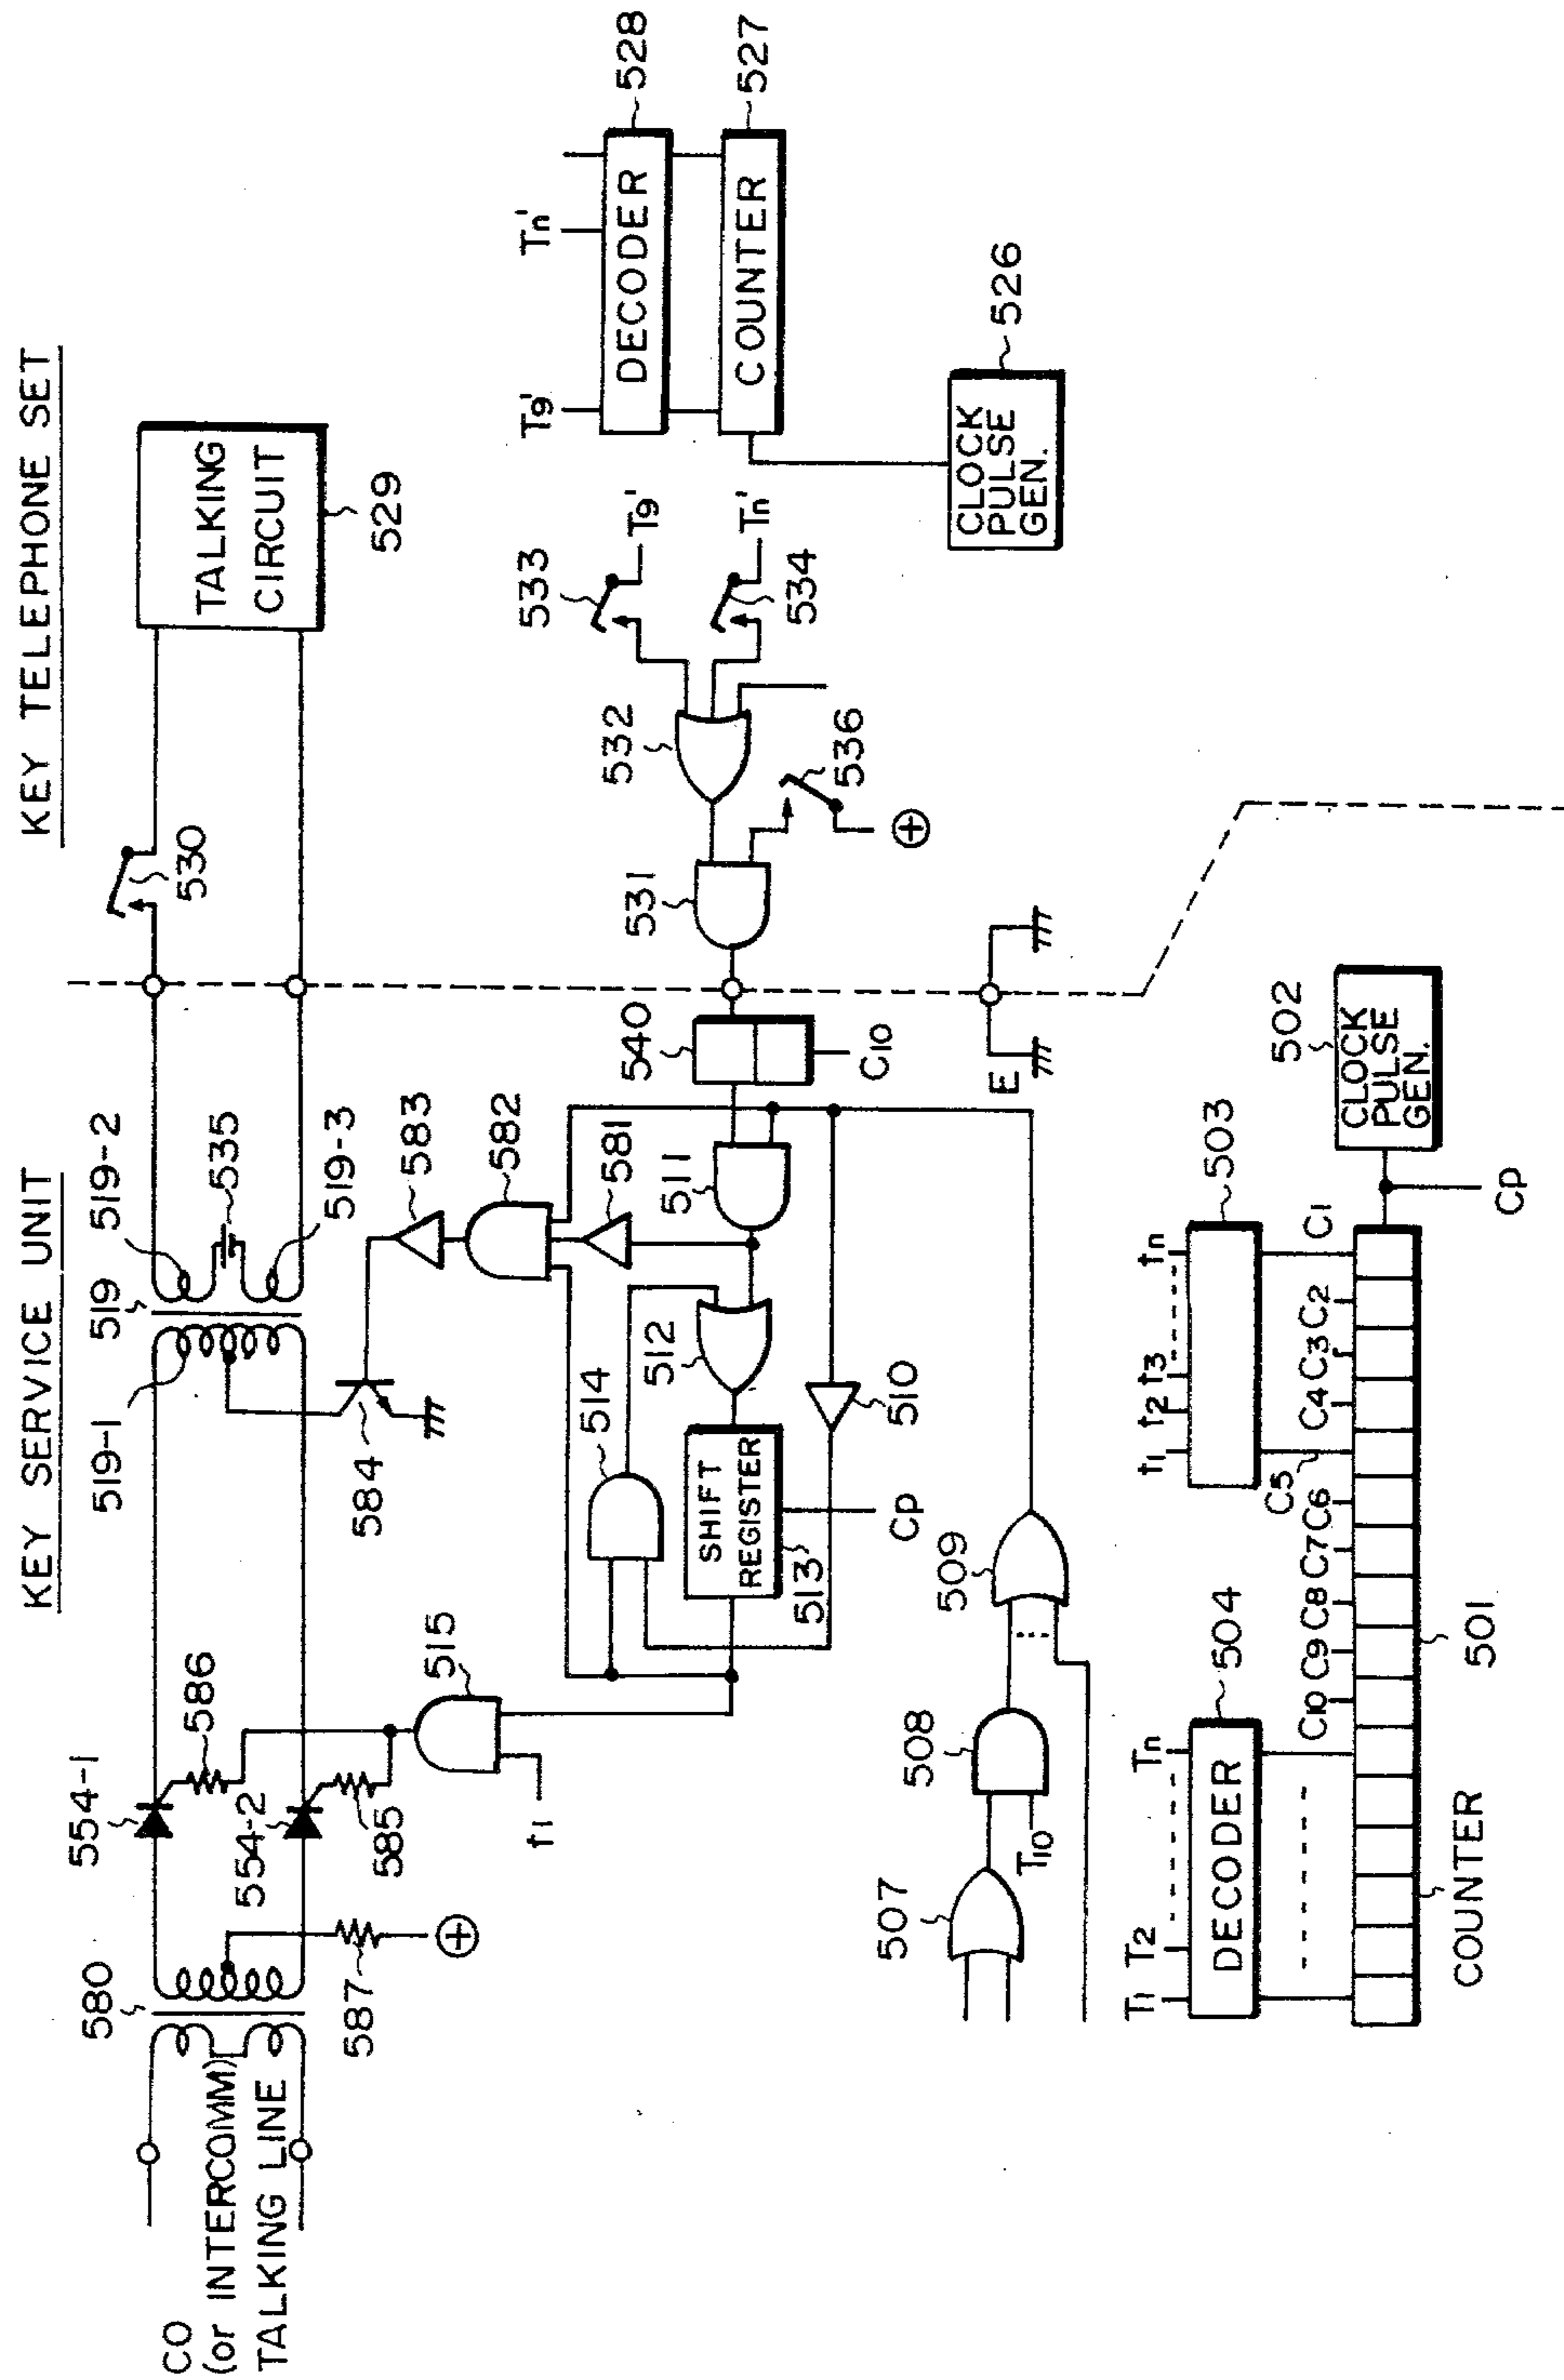 KEY SERVICE UNIT
KEY TELEPHONE SET
CO
(or INTERCOMM)
TALKING LINE
580
587
554-1
554-2
586
585
515
t1
519-1
519
519-2
535
519-3
584
583
582
581
514
512
511
510
SHIFT
REGISTER
513
Cp
540
C10
E
530
TALKING
CIRCUIT
529
531
532
533
534
536
T9'
Tn'
T9'
Tn'
DECODER
528
COUNTER
527
CLOCK
PULSE
GEN.
526
507
T10
508
509
T1
T2
Tn
DECODER
504
t1
t2
t3
tn
503
C10
C9
C8
C7
C6
C5
C4
C3
C2
C1
COUNTER
501
CLOCK
PULSE
GEN.
502
Cp